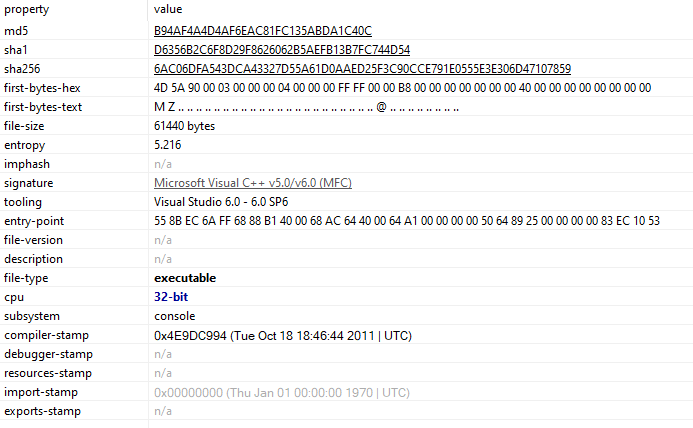 property value
md5 B94AF4A4D4AF6EAC81FC135ABDA1C40C
sha1 D6356B2C6F8D29F8626062B5AEFB13B7FC744D54
sha256 6AC06DFA543DCA43327D55A61D0AAED25F3C90CCE791E0555E3E306D47107859
first-bytes-hex 4D 5A 90 00 03 00 00 00 04 00 00 00 FF FF 00 00 B8 00 00 00 00 00 00 00 40 00 00 00 00 00 00 00 00 00 00
first-bytes-text M Z .. .. .. .. .. .. .. .. .. .. .. .. .. .. .. .. .. .. .. .. .. .. @ .. .. .. .. .. .. ..
file-size 61440 bytes
entropy 5.216
imphash n/a
signature Microsoft Visual C++ v5.0/v6.0 (MFC)
tooling Visual Studio 6.0 - 6.0 SP6
entry-point 55 8B EC 6A FF 68 88 B1 40 00 68 AC 64 40 00 64 A1 00 00 00 00 50 64 89 25 00 00 00 00 83 EC 10 53
file-version n/a
description n/a
file-type executable
cpu 32-bit
subsystem console
compiler-stamp 0x4E9DC994 (Tue Oct 18 18:46:44 2011 | UTC)
debugger-stamp n/a
resources-stamp n/a
import-stamp 0x00000000 (Thu Jan 01 00:00:00 1970 | UTC)
exports-stamp n/a